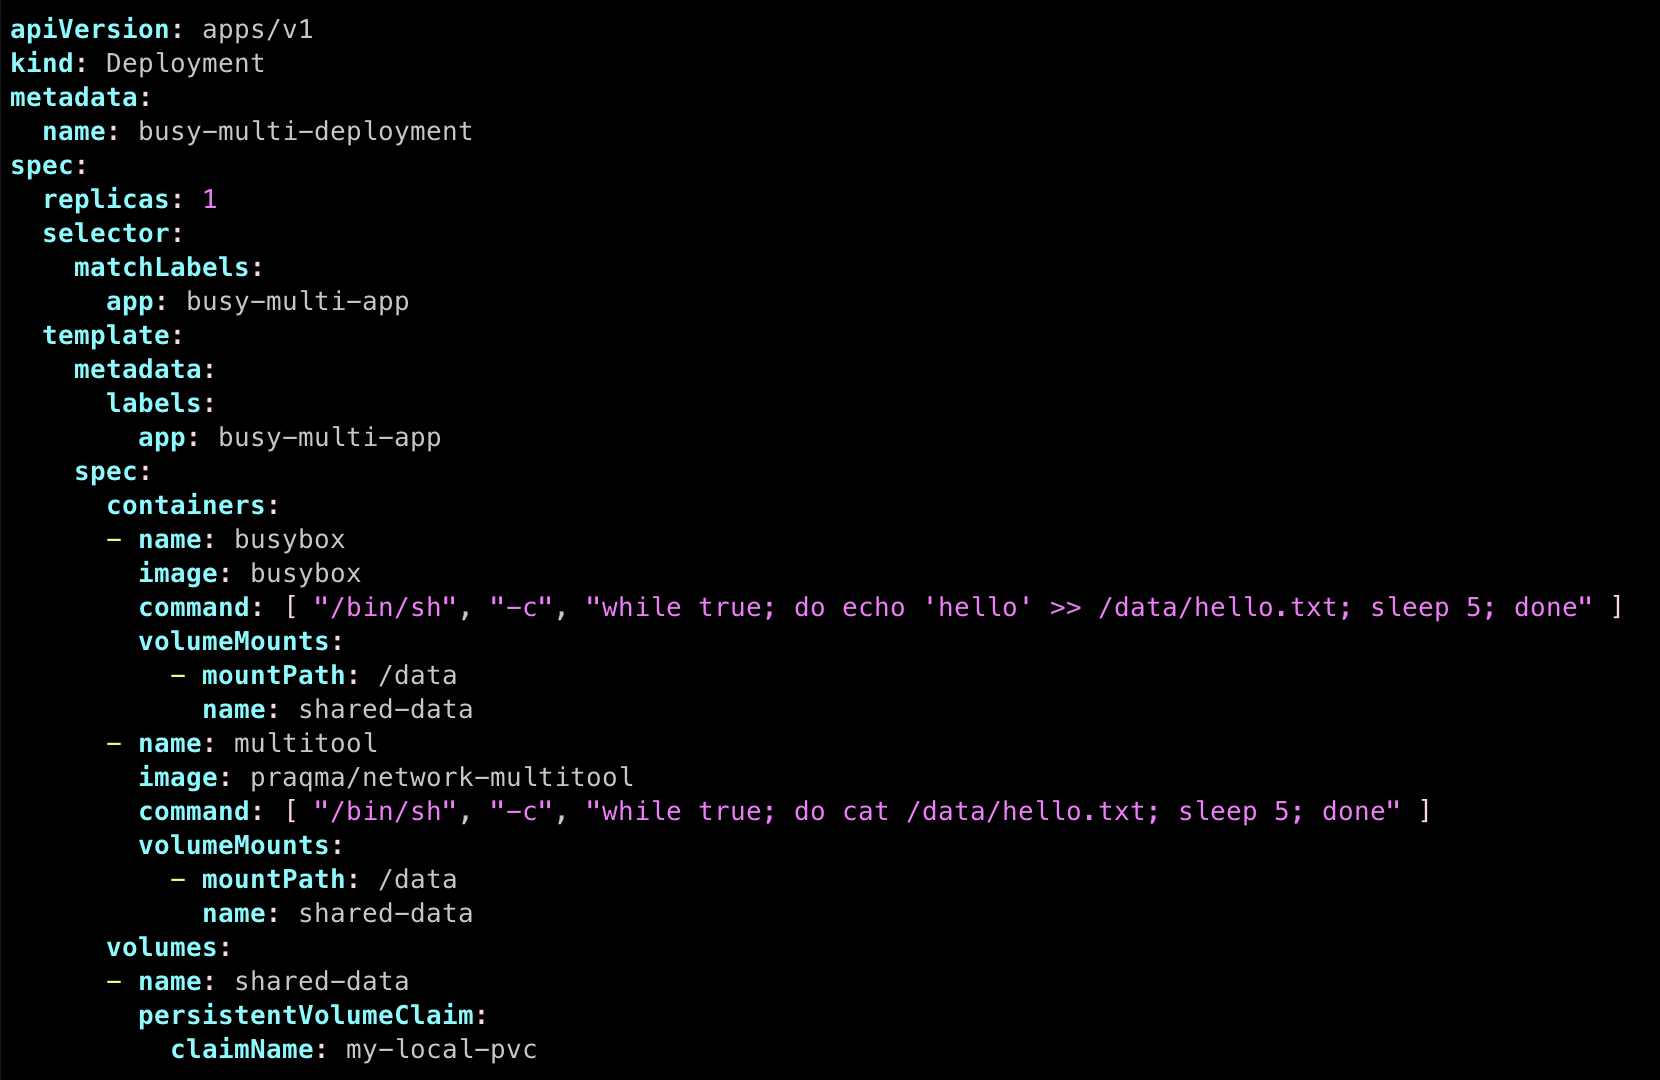 apiVersion: apps/v1
kind: Deployment
metadata:
  name: busy-multi-deployment
spec:
  replicas: 1
  selector:
    matchLabels:
      app: busy-multi-app
  template:
    metadata:
      labels:
        app: busy-multi-app
    spec:
      containers:
      - name: busybox
        image: busybox
        command: [ "/bin/sh", "-c", "while true; do echo 'hello' >> /data/hello.txt; sleep 5; done" ]
        volumeMounts:
          - mountPath: /data
            name: shared-data
      - name: multitool
        image: praqma/network-multitool
        command: [ "/bin/sh", "-c", "while true; do cat /data/hello.txt; sleep 5; done" ]
        volumeMounts:
          - mountPath: /data
            name: shared-data
      volumes:
      - name: shared-data
        persistentVolumeClaim:
          claimName: my-local-pvc